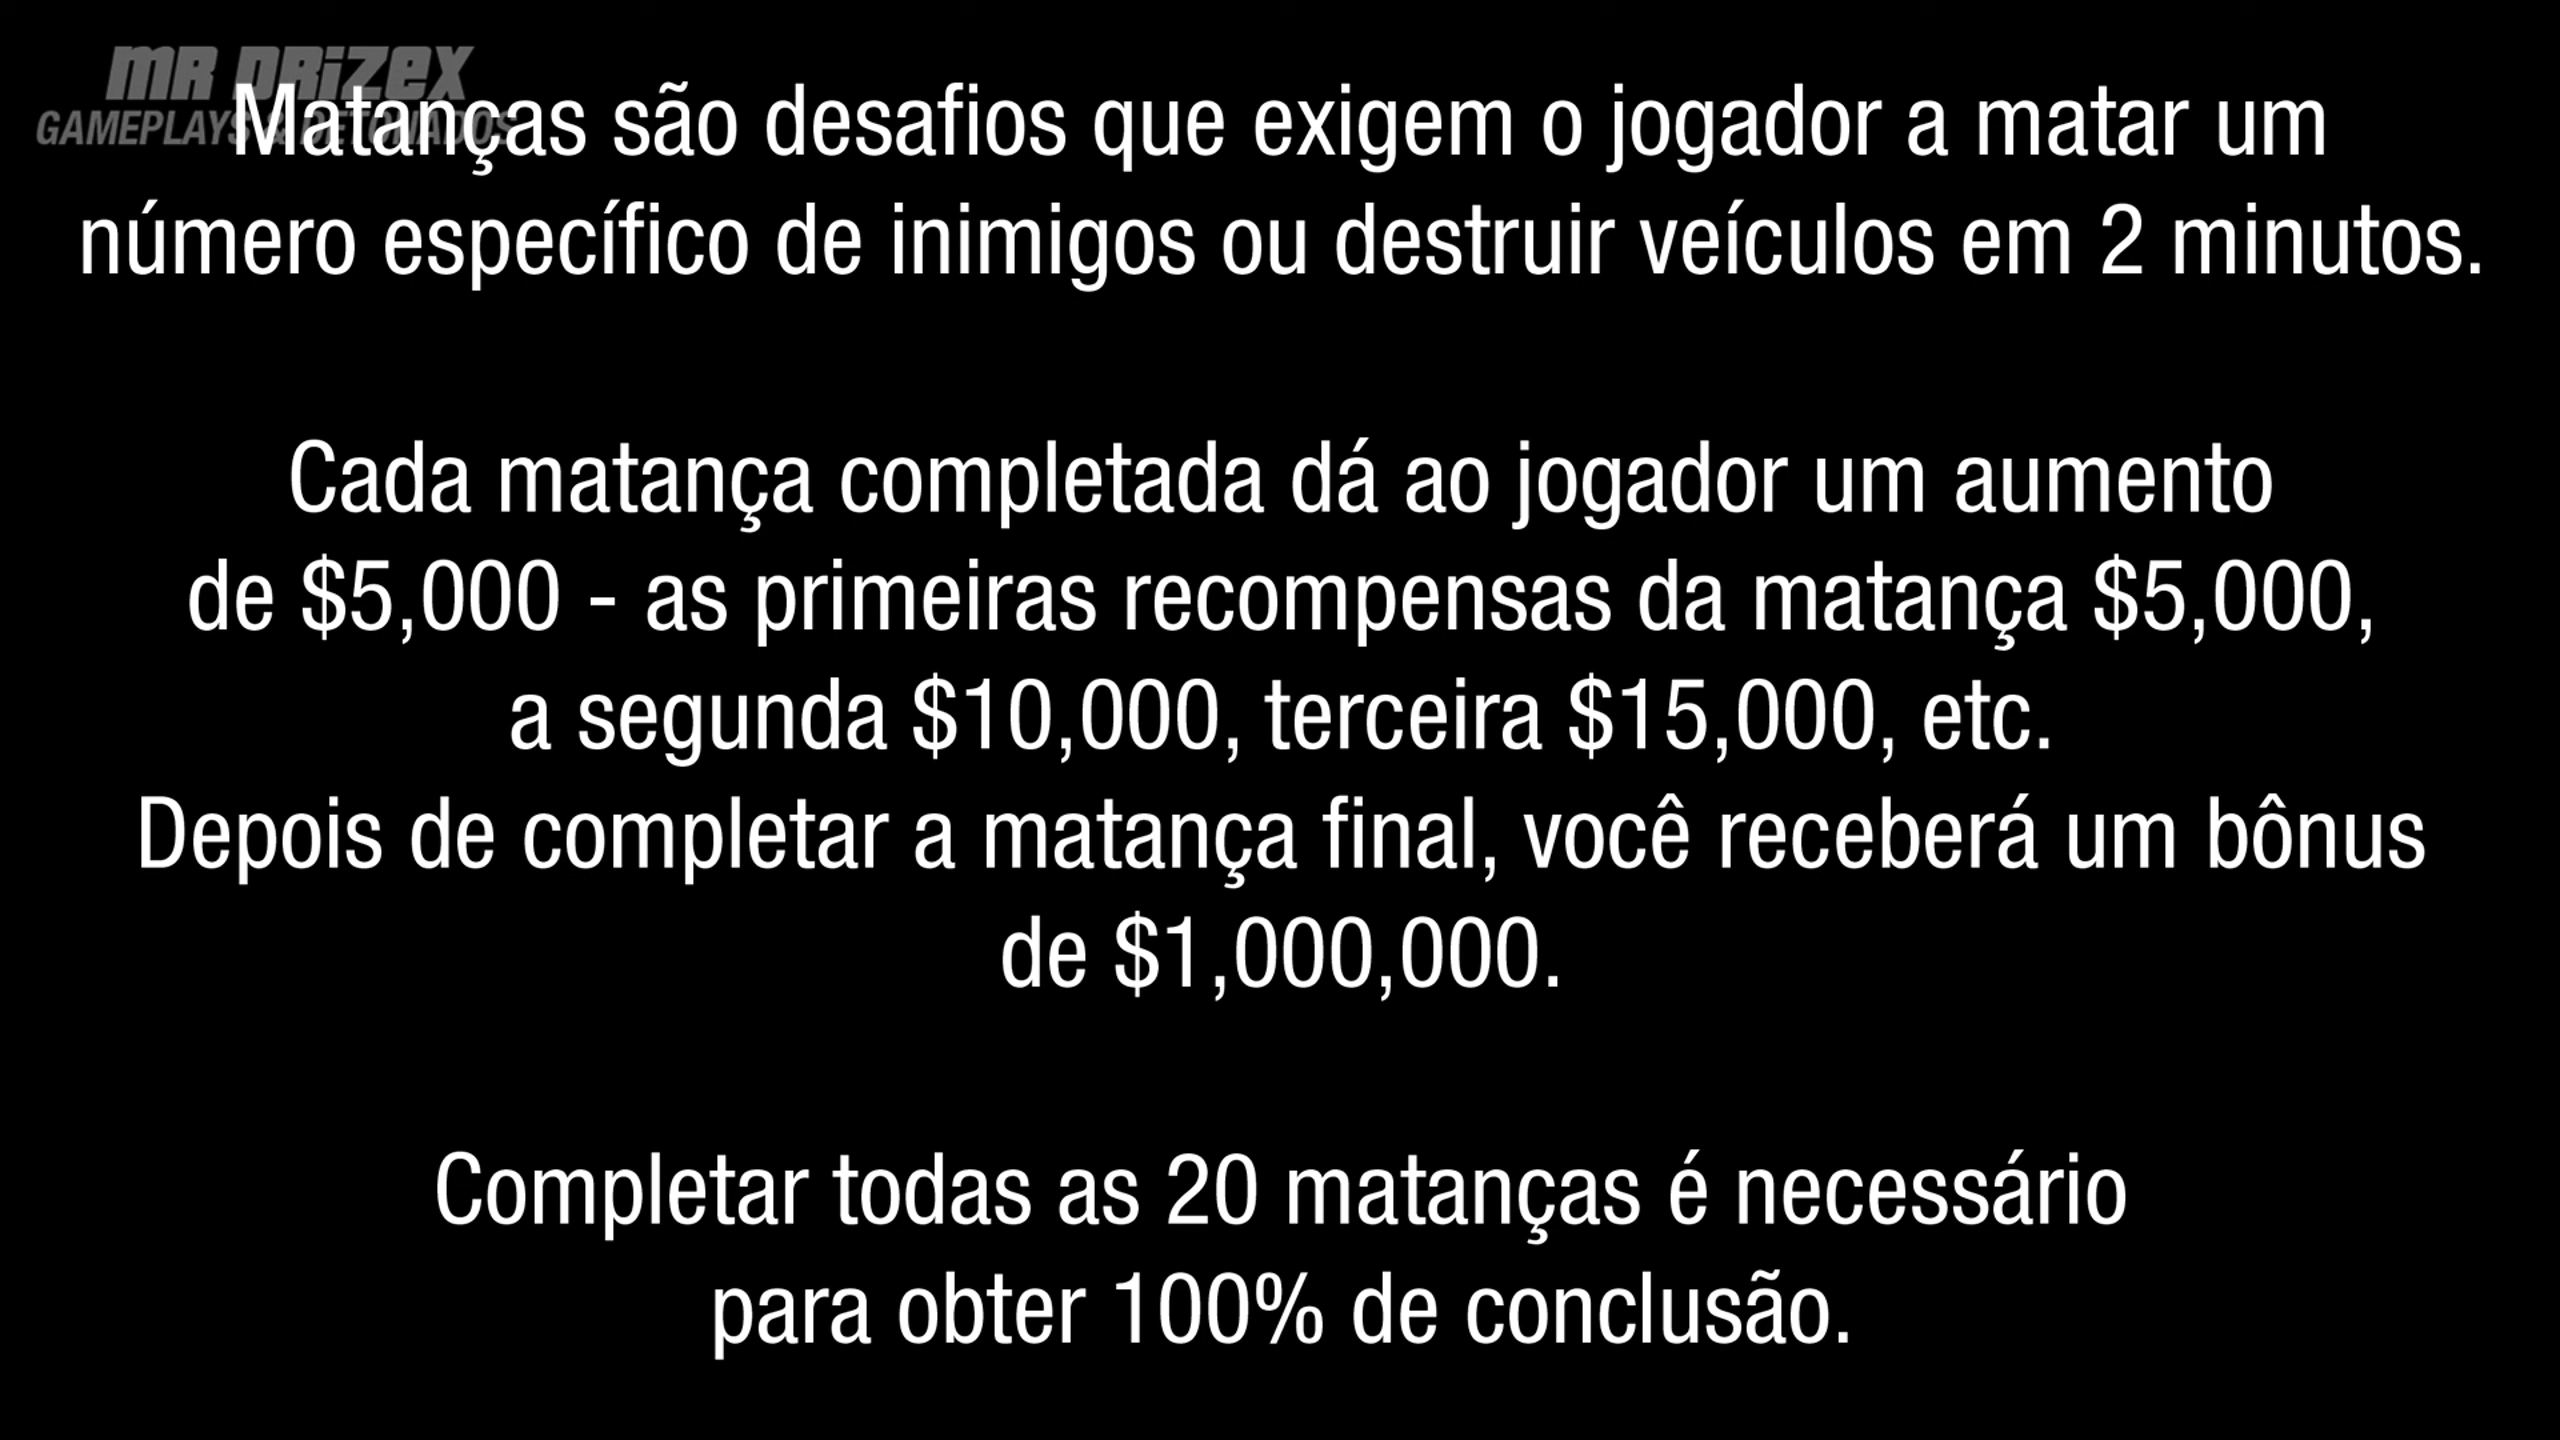 MR DRIZEX
GAMEPLAYS & DETONADOS
Matanças são desafios que exigem o jogador a matar um
número específico de inimigos ou destruir veículos em 2 minutos.
Cada matança completada dá ao jogador um aumento
de $5,000 - as primeiras recompensas da matança $5,000,
a segunda $10,000, terceira $15,000, etc.
Depois de completar a matança final, você receberá um bônus
de $1,000,000.
Completar todas as 20 matanças é necessário
para obter 100% de conclusão.